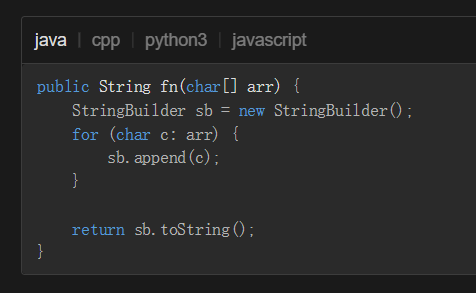 java | cpp | python3 | javascript
public String fn(char[] arr) {
    StringBuilder sb = new StringBuilder();
    for (char c: arr) {
        sb.append(c);
    }

    return sb.toString();
}